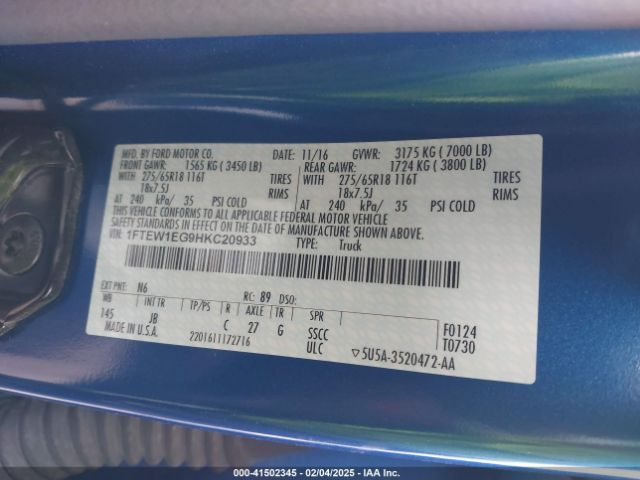 MFD. BY FORD MOTOR CO. DATE: 11/16 GVWR: 3175 KG ( 7000 LB)
FRONT GAWR: 1565 KG ( 3450 LB) REAR GAWR: 1724 KG ( 3800 LB)
WITH 275/65R18 116T TIRES WITH 275/65R18 116T TIRES
18x7.5J RIMS 18x7.5J RIMS
AT 240 kPa/ 35 PSI COLD AT 240 kPa/ 35 PSI COLD
THIS VEHICLE CONFORMS TO ALL APPLICABLE FEDERAL MOTOR VEHICLE
SAFETY STANDARDS IN EFFECT ON THE DATE OF MANUFACTURE SHOWN ABOVE.
VIN: 1FTEW1EG9HKC20933
TYPE: Truck
EXT PNT: N6 RC: 89 DSO:
WB INT TR TP/PS R AXLE TR SPR
145 JB C 27 G SSCC F0124
MADE IN U.S.A. ULC T0730
2201611172716 ▽5U5A-3520472-AA
000-41502345 - 02/04/2025 - IAA Inc.